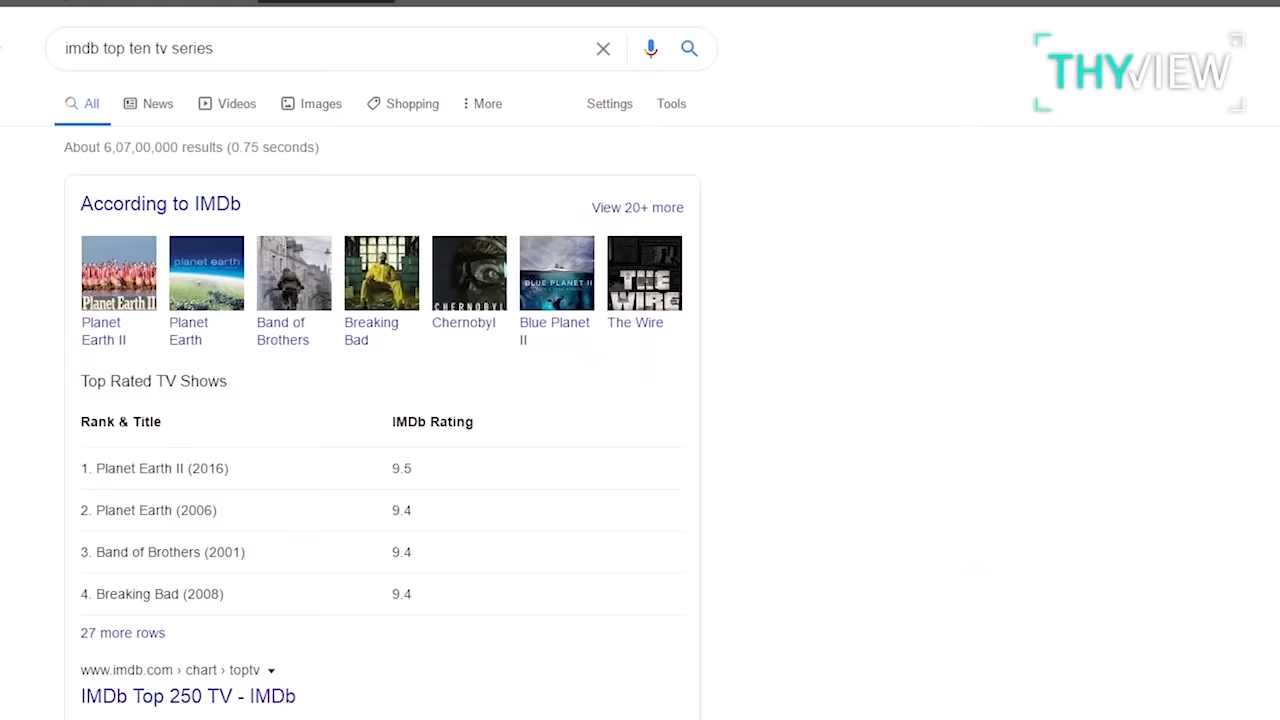 imdb top ten tv series
THYVIEW
All
News
Videos
Images
Shopping
More
Settings
Tools
About 6,07,00,000 results (0.75 seconds)
According to IMDb
View 20+ more
Planet Earth II
planet earth
CHERNOBYL
BLUE PLANET II
THE
WIRE
Planet
Earth II
Planet
Earth
Band of
Brothers
Breaking
Bad
Chernobyl
Blue Planet
II
The Wire
Top Rated TV Shows
Rank & Title
IMDb Rating
1. Planet Earth II (2016)
9.5
2. Planet Earth (2006)
9.4
3. Band of Brothers (2001)
9.4
4. Breaking Bad (2008)
9.4
27 more rows
www.imdb.com › chart › toptv
IMDb Top 250 TV - IMDb